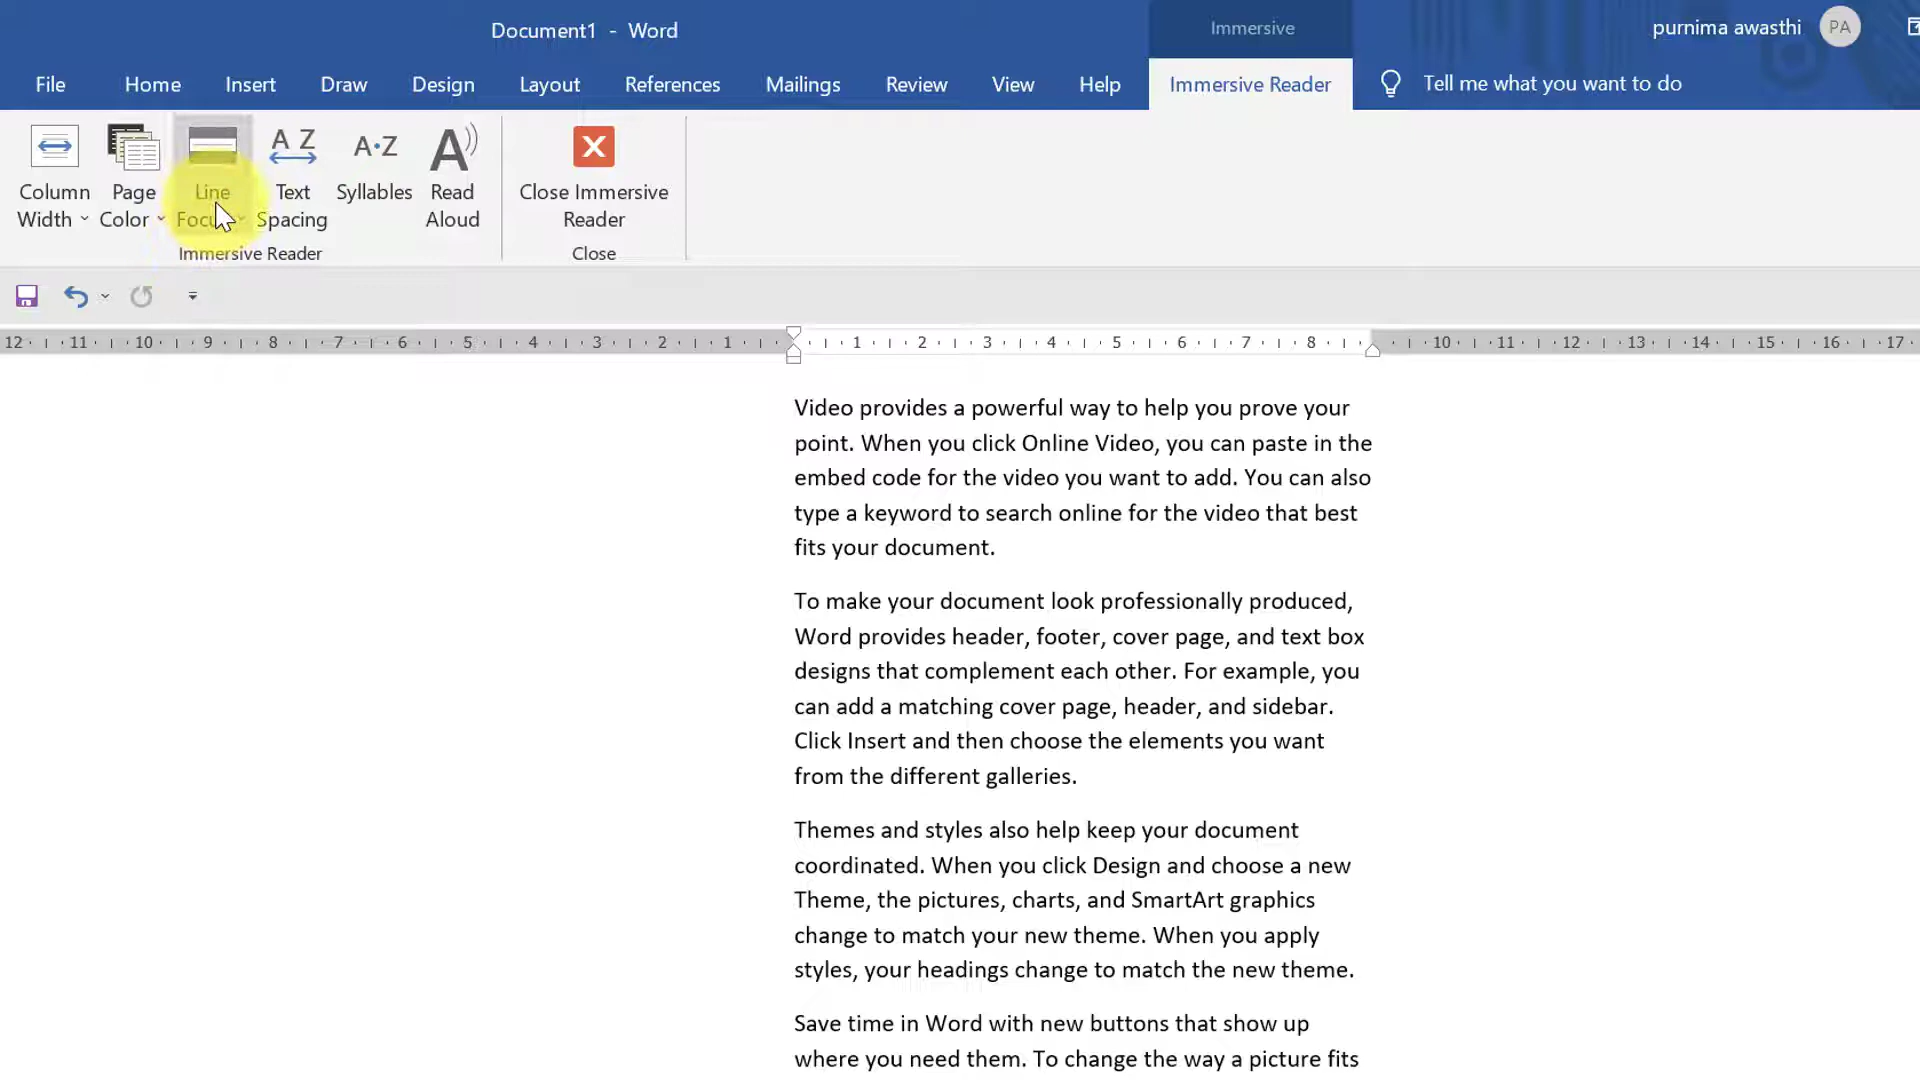 Document1 - Word
Immersive
purnima awasthi
PA
File Home Insert Draw Design Layout References Mailings Review View Help Immersive Reader Tell me what you want to do
Column Width
Page Color
Line Focus
A Z Text Spacing
A·Z Syllables
A Read Aloud
Close Immersive Reader
Immersive Reader
Close
12 11 10 9 8 7 6 5 4 3 2 1 1 2 3 4 5 6 7 8 10 11 12 13 14 15 16 17
Video provides a powerful way to help you prove your
point. When you click Online Video, you can paste in the
embed code for the video you want to add. You can also
type a keyword to search online for the video that best
fits your document.
To make your document look professionally produced,
Word provides header, footer, cover page, and text box
designs that complement each other. For example, you
can add a matching cover page, header, and sidebar.
Click Insert and then choose the elements you want
from the different galleries.
Themes and styles also help keep your document
coordinated. When you click Design and choose a new
Theme, the pictures, charts, and SmartArt graphics
change to match your new theme. When you apply
styles, your headings change to match the new theme.
Save time in Word with new buttons that show up
where you need them. To change the way a picture fits